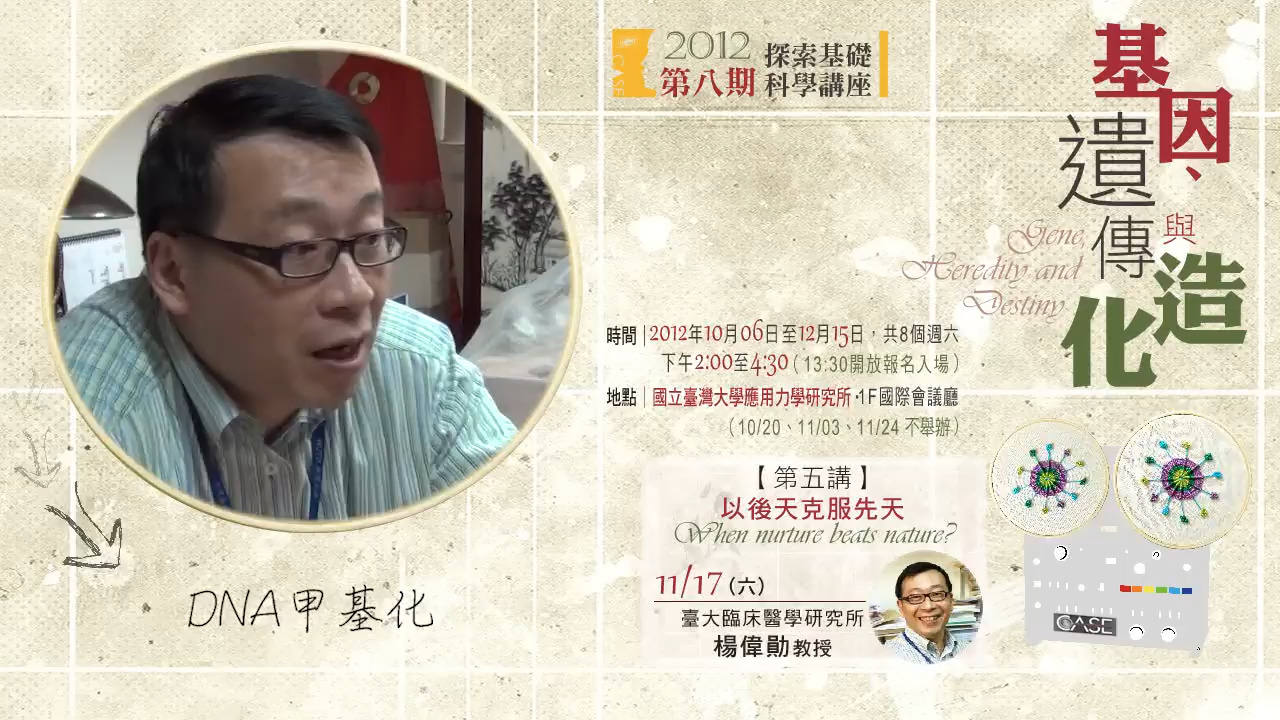 2012
第八期
探索基礎
科學講座
CASE
基因、
遺傳
與
造化
Gene,
Heredity and
Destiny
時間 2012年10月06日至12月15日，共8個週六
下午2:00至4:30（13:30開放報名入場）
地點 國立臺灣大學應用力學研究所·1F國際會議廳
（10/20、11/03、11/24 不舉辦）
【第五講】
以後天克服先天
When nurture beats nature?
11/17（六）
臺大臨床醫學研究所
楊偉勛教授
CASE
DNA甲基化